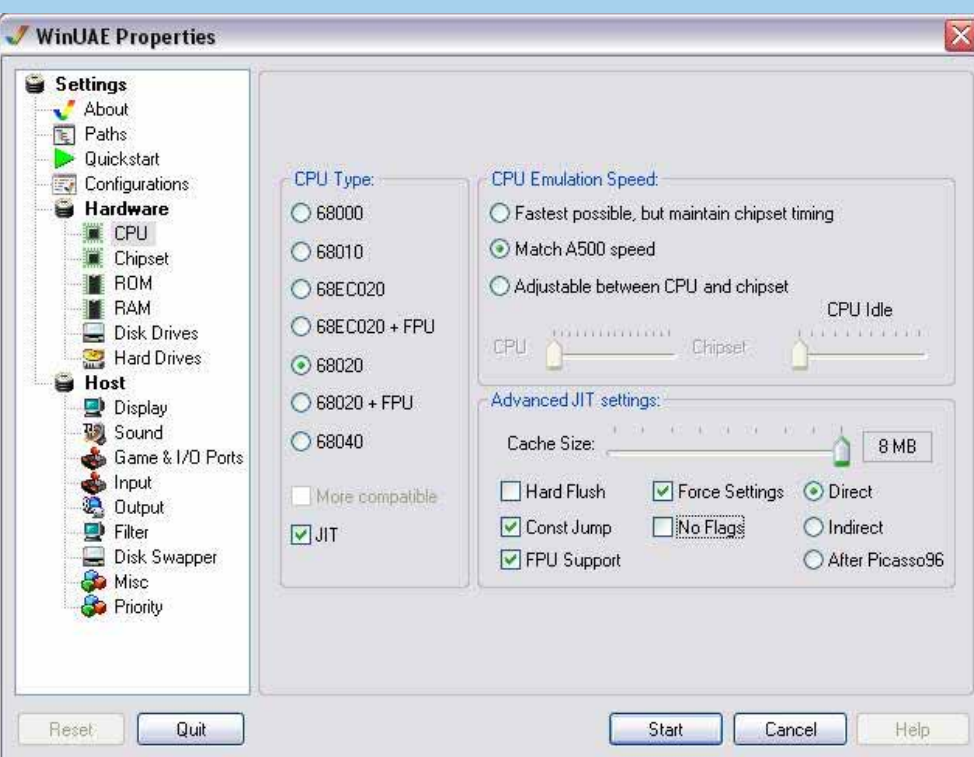 WinUAE Properties
Settings
About
Paths
Quickstart
Configurations
Hardware
CPU
Chipset
ROM
RAM
Disk Drives
Hard Drives
Host
Display
Sound
Game & I/O Ports
Input
Output
Filter
Disk Swapper
Misc
Priority
CPU Type:
68000
68010
68EC020
68EC020 + FPU
68020
68020 + FPU
68040
More compatible
JIT
CPU Emulation Speed:
Fastest possible, but maintain chipset timing
Match A500 speed
Adjustable between CPU and chipset
CPU Idle
CPU Chipset
Advanced JIT settings:
Cache Size: 8 MB
Hard Flush Force Settings Direct
Const Jump No Flags Indirect
FPU Support After Picasso96
Reset Quit Start Cancel Help